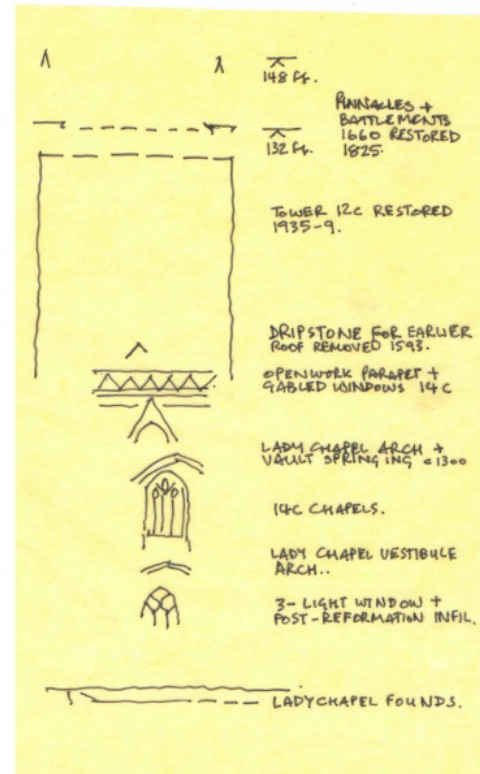 148 Ft.
PINNACLES +
BATTLEMENTS
1660 RESTORED
1825.
132 Ft.
TOWER 12C RESTORED
1935-9.
DRIPSTONE FOR EARLIER
ROOF REMOVED 1593.
OPENWORK PARAPET +
GABLED WINDOWS 14C
LADY CHAPEL ARCH +
VAULT SPRINGING c1300
14C CHAPELS.
LADY CHAPEL VESTIBULE
ARCH..
3-LIGHT WINDOW +
POST-REFORMATION INFIL.
LADYCHAPEL FOUNDS.